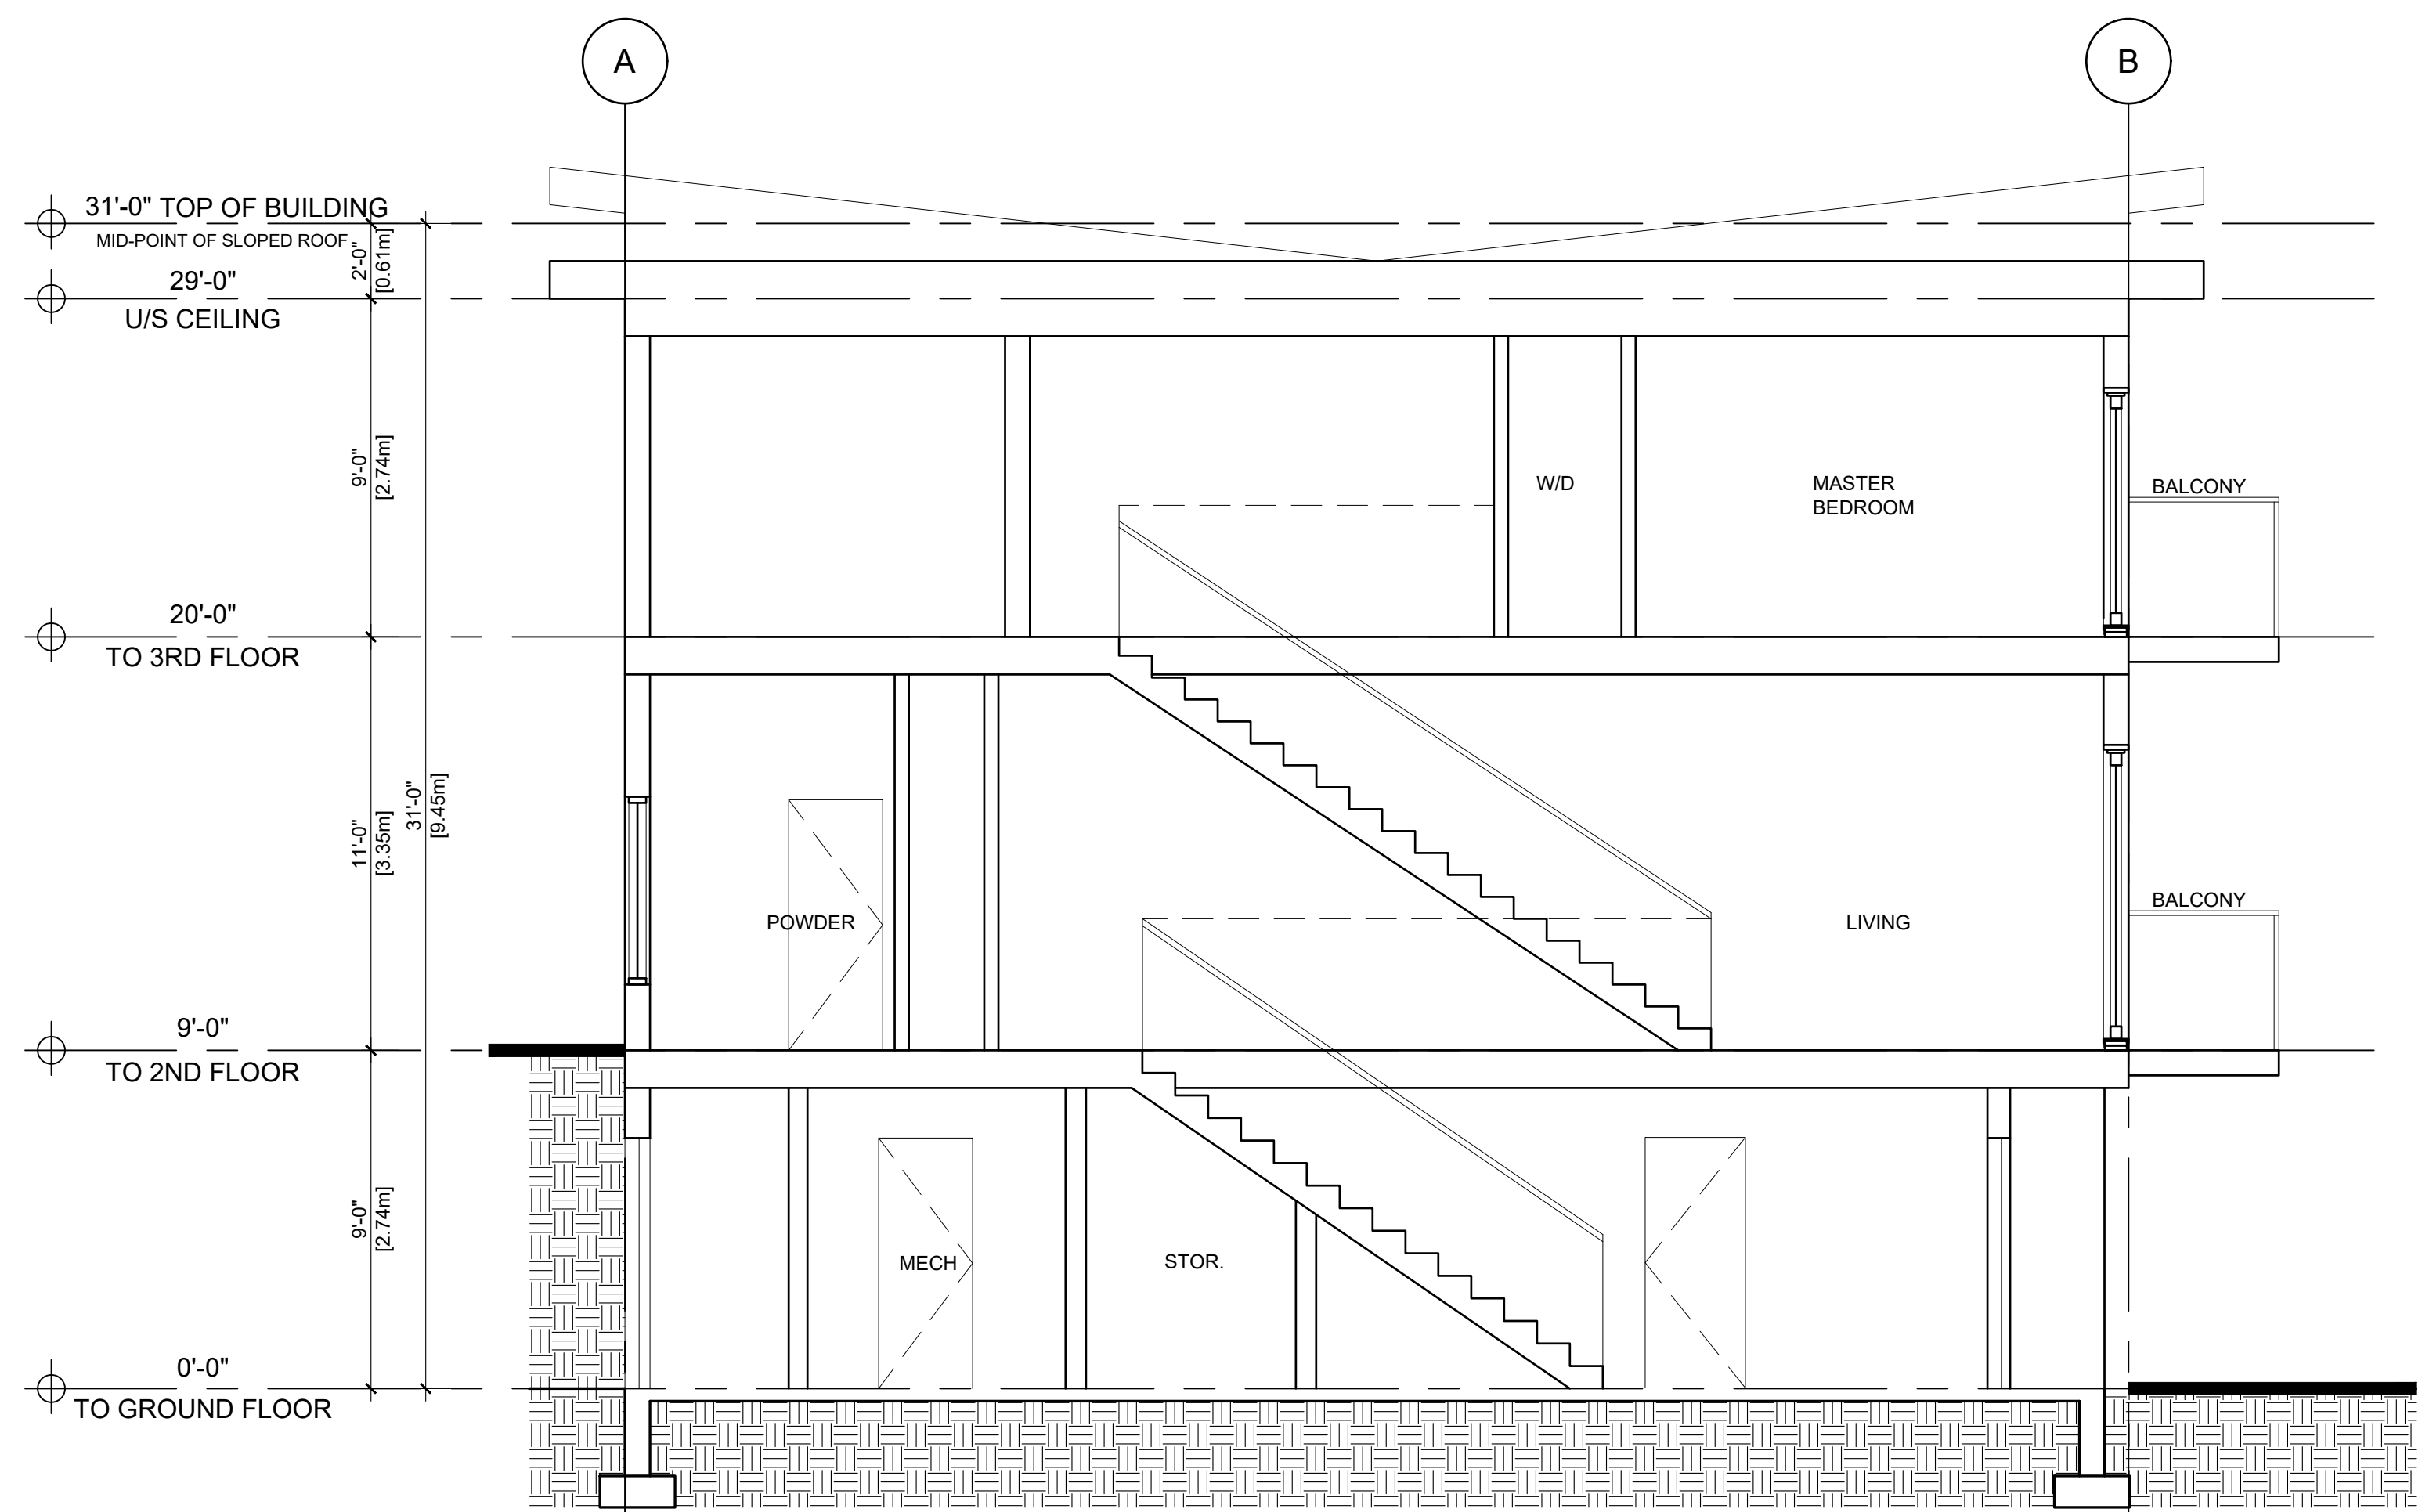 A
B
31'-0" TOP OF BUILDING
MID-POINT OF SLOPED ROOF
2'-0"
[0.61m]
29'-0"
U/S CEILING
9'-0"
[2.74m]
W/D
MASTER
BEDROOM
BALCONY
20'-0"
TO 3RD FLOOR
11'-0"
[3.35m]
31'-0"
[9.45m]
POWDER
LIVING
BALCONY
9'-0"
TO 2ND FLOOR
9'-0"
[2.74m]
MECH
STOR.
0'-0"
TO GROUND FLOOR